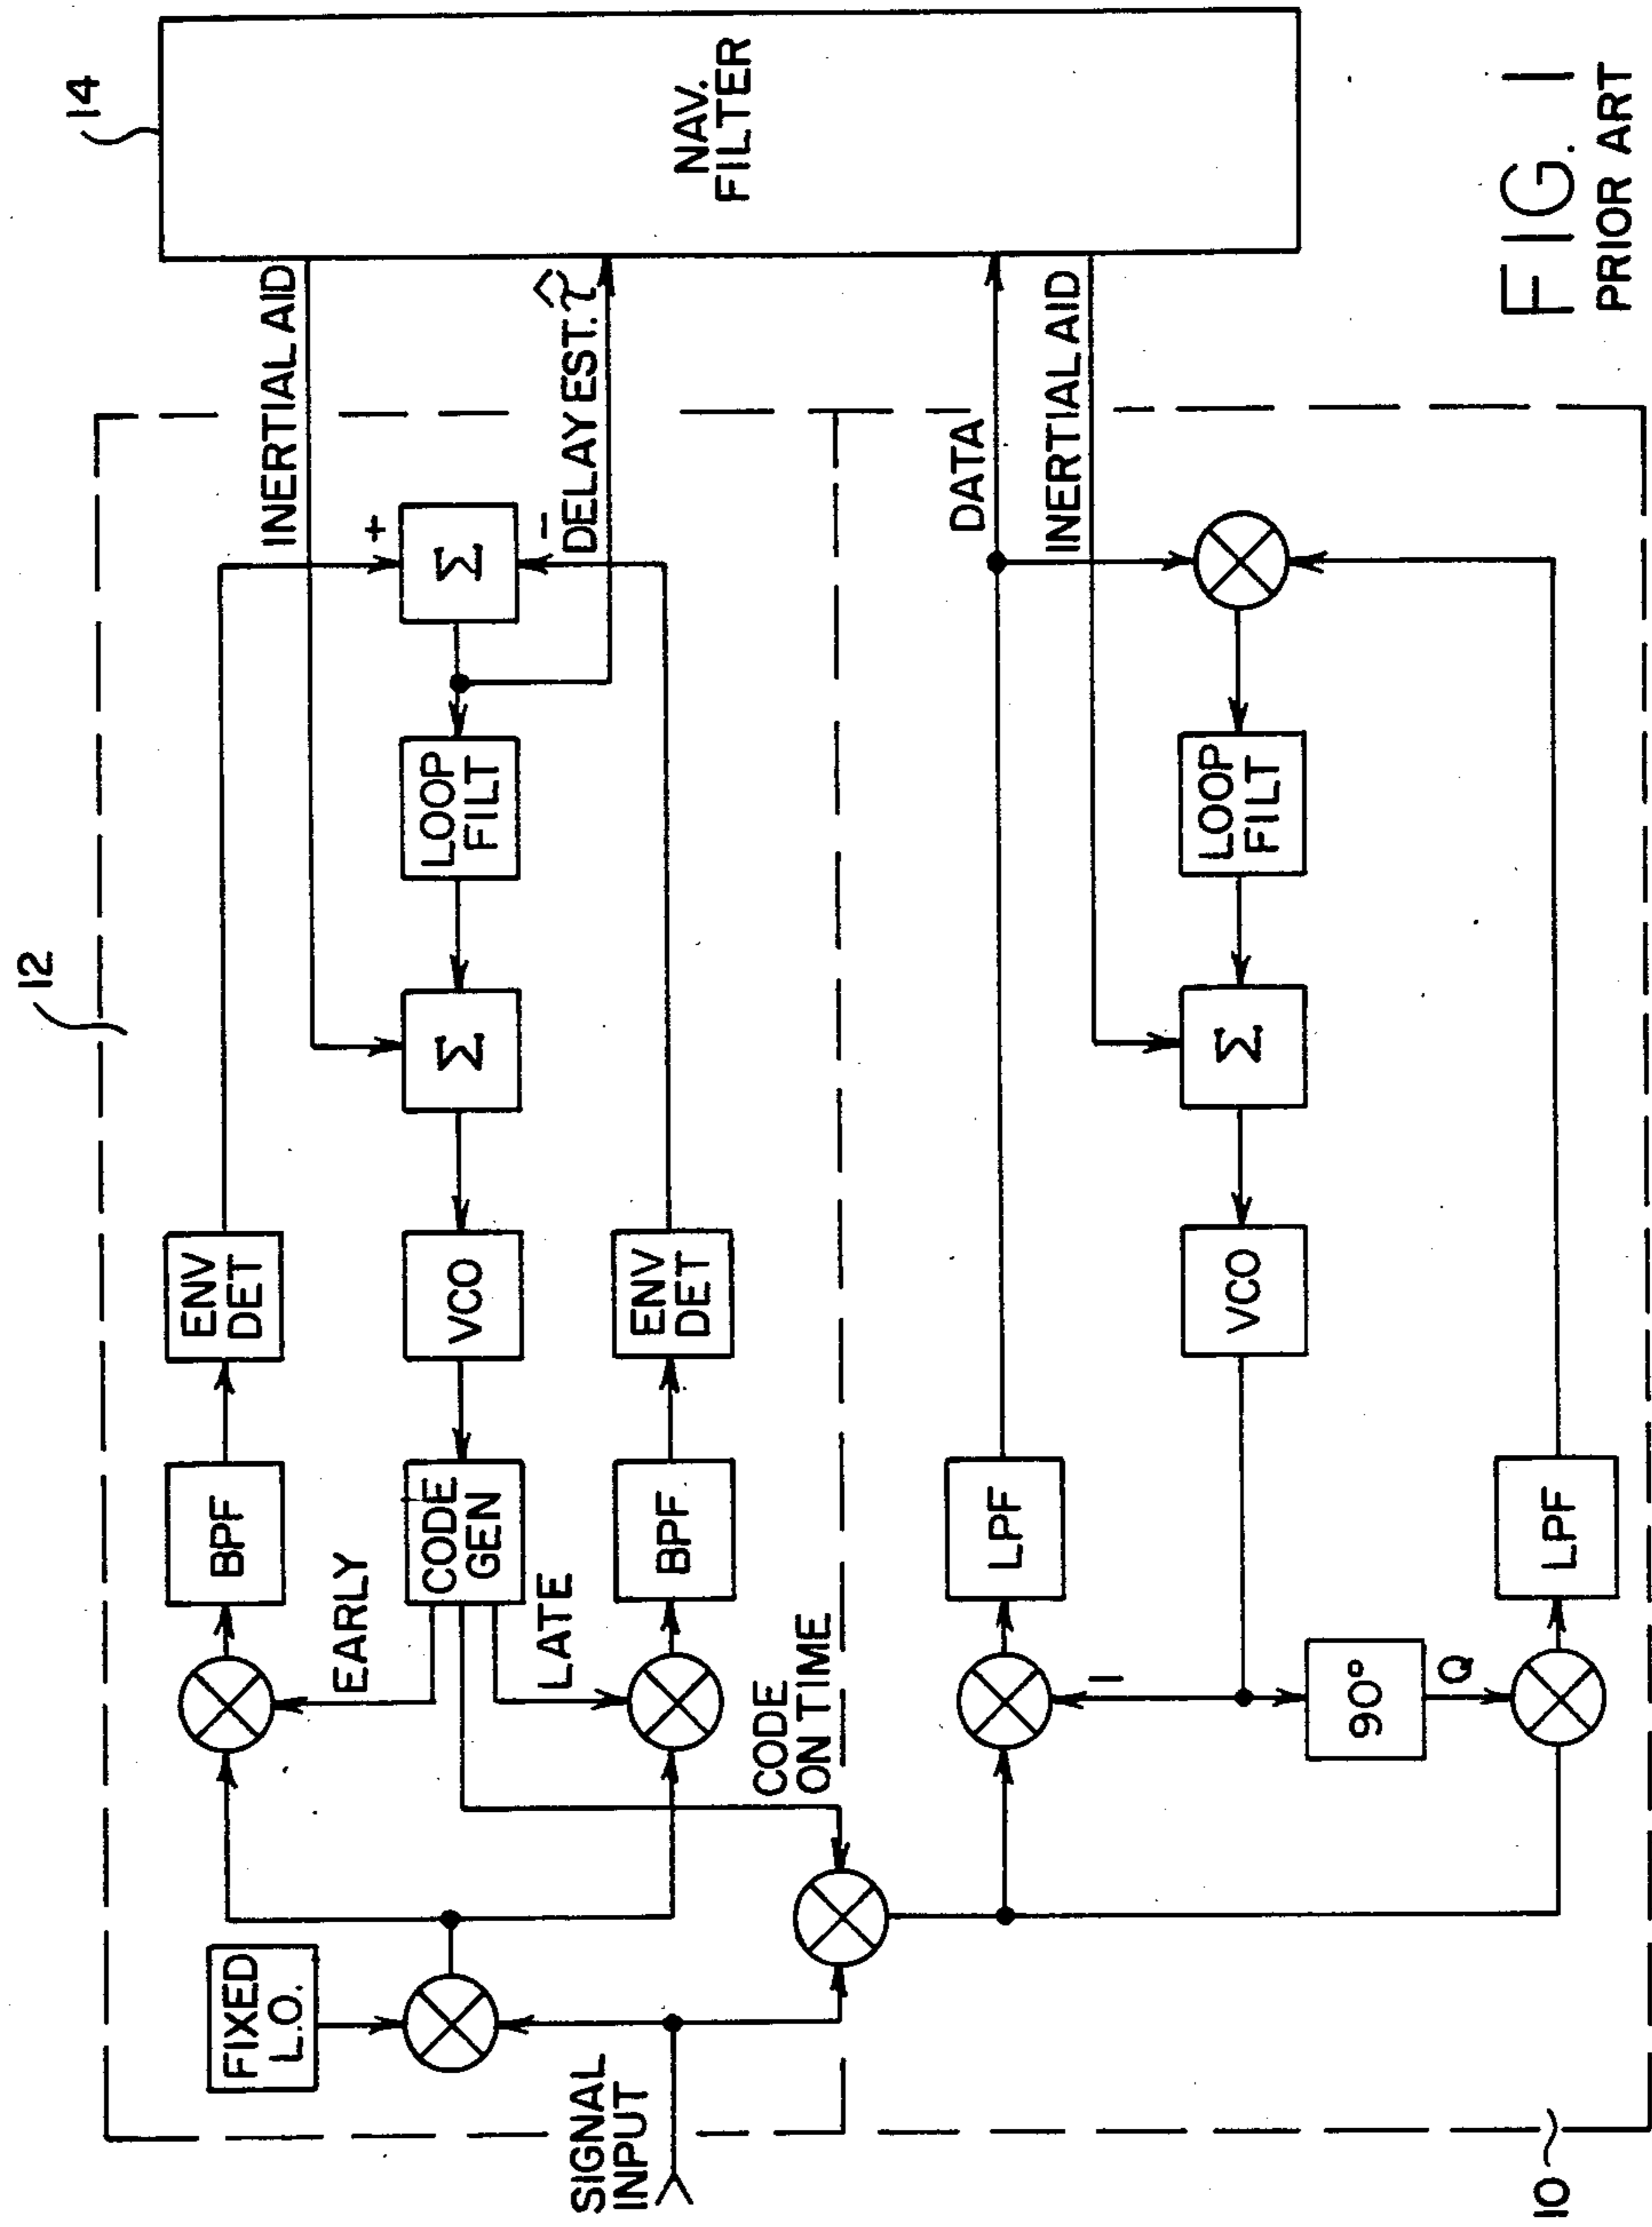 12
14
FIXED
L.O.
BPF
ENV
DET
INERTIAL AID
EARLY
CODE
GEN
VCO
Σ
LOOP
FILT
+
Σ
−
DELAY EST. τ̂
LATE
BPF
ENV
DET
SIGNAL
INPUT
CODE
ON TIME
NAV.
FILTER
DATA
LPF
INERTIAL AID
I
VCO
Σ
LOOP
FILT
90°
Q
LPF
10
FIG. 1
PRIOR ART